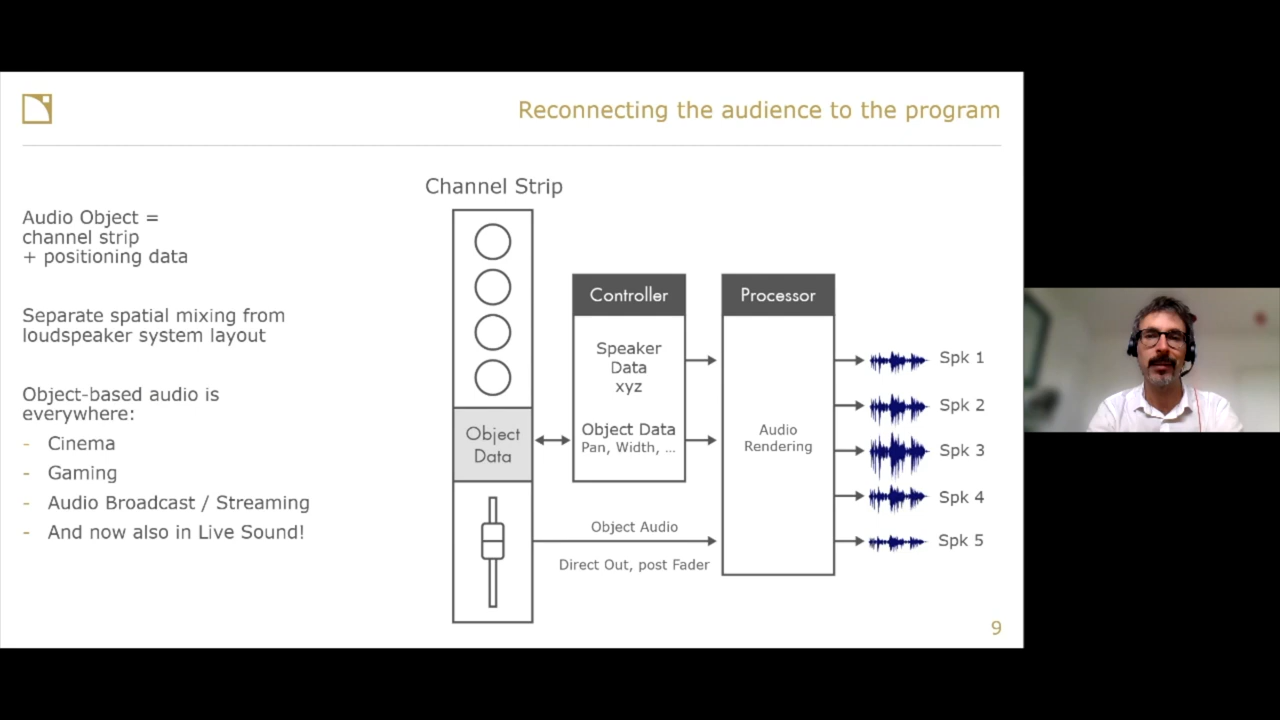 Reconnecting the audience to the program
Audio Object =
channel strip
+ positioning data
Separate spatial mixing from
loudspeaker system layout
Object-based audio is
everywhere:
- Cinema
- Gaming
- Audio Broadcast / Streaming
- And now also in Live Sound!
Channel Strip
Object
Data
Controller
Speaker
Data
xyz
Object Data
Pan, Width, ...
Object Audio
Direct Out, post Fader
Processor
Audio
Rendering
Spk 1
Spk 2
Spk 3
Spk 4
Spk 5
9